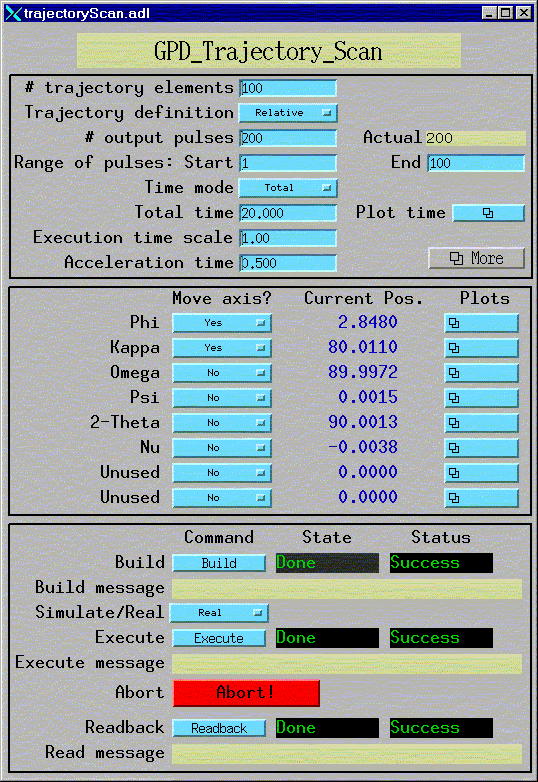 trajectoryScan.adl
GPD_Trajectory_Scan
# trajectory elements 100
Trajectory definition Relative
# output pulses 200 Actual 200
Range of pulses: Start 1 End 100
Time mode Total
Total time 20.000 Plot time
Execution time scale 1.00
Acceleration time 0.500 More
Move axis? Current Pos. Plots
Phi Yes 2.8480
Kappa Yes 80.0110
Omega No 89.9972
Psi No 0.0015
2-Theta No 90.0013
Nu No -0.0038
Unused No 0.0000
Unused No 0.0000
Command State Status
Build Build Done Success
Build message
Simulate/Real Real
Execute Execute Done Success
Execute message
Abort Abort!
Readback Readback Done Success
Read message